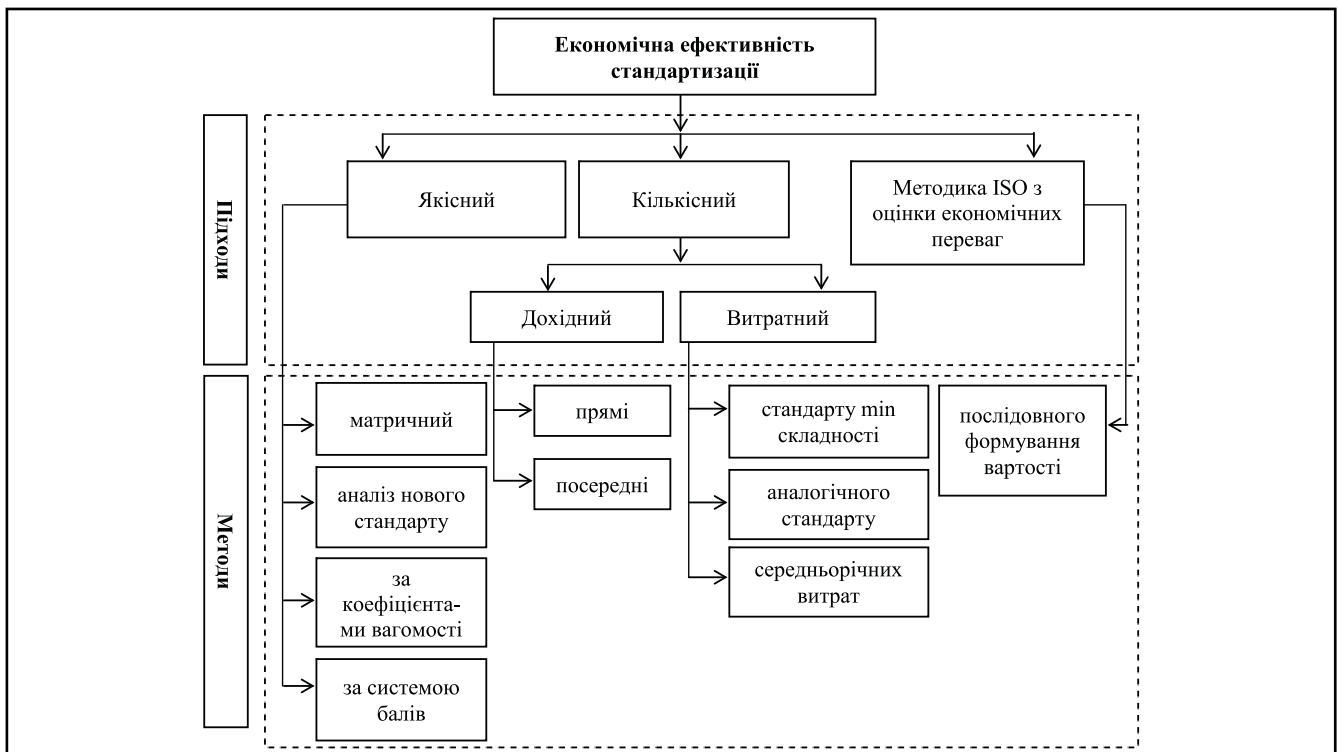 Економічна ефективність
стандартизації
Підходи
Якісний
Кількісний
Методика ISO з
оцінки економічних
переваг
Дохідний
Витратний
Методи
матричний
аналіз нового
стандарту
за
коефіцієнта-
ми вагомості
за системою
балів
прямі
посередні
стандарту min
складності
аналогічного
стандарту
середньорічних
витрат
послідовного
формування
вартості